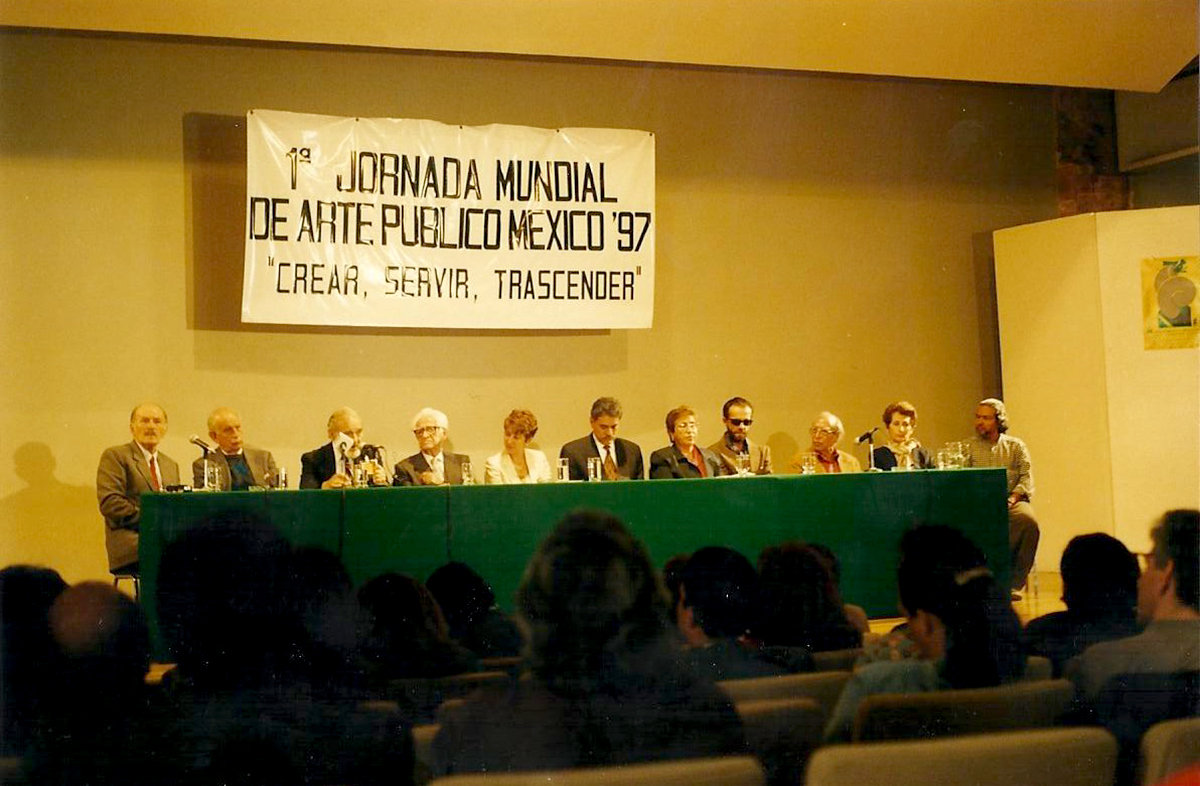 1ª JORNADA MUNDIAL
DE ARTE PUBLICO MEXICO '97
"CREAR, SERVIR, TRASCENDER"